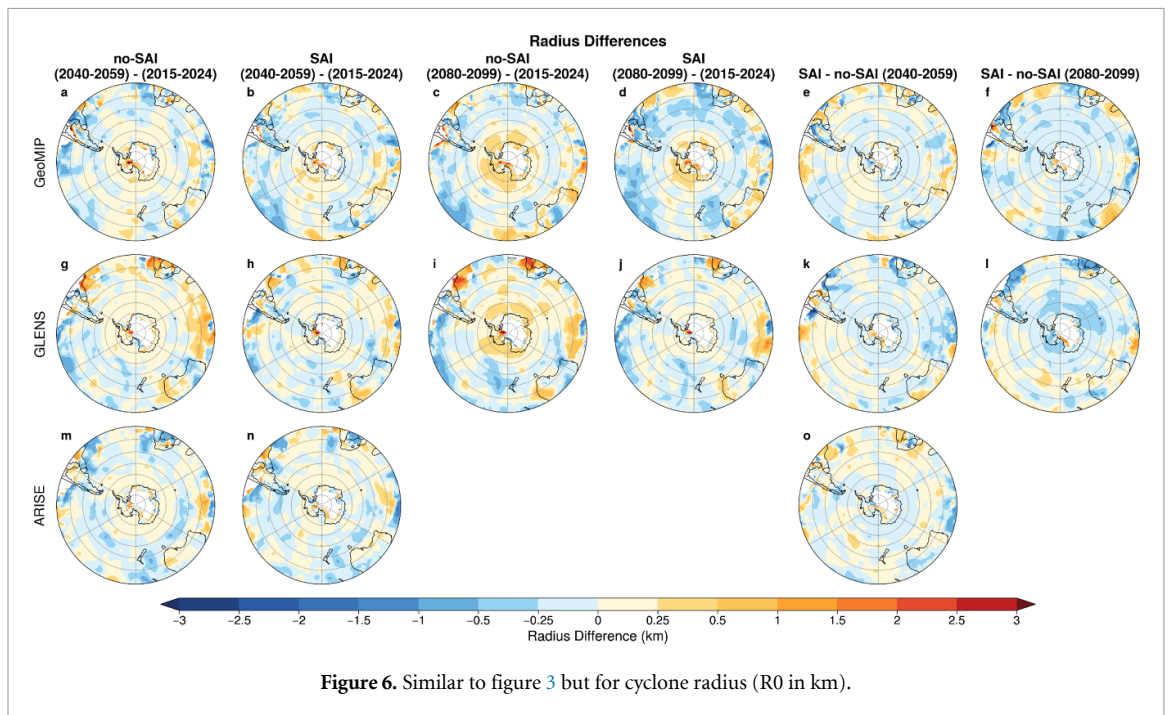 Radius Differences
no-SAI
(2040-2059) - (2015-2024)
SAI
(2040-2059) - (2015-2024)
no-SAI
(2080-2099) - (2015-2024)
SAI
(2080-2099) - (2015-2024)
SAI - no-SAI (2040-2059)
SAI - no-SAI (2080-2099)
GeoMIP
a b c d e f
GLENS
g h i j k l
ARISE
m n o
−3 −2.5 −2 −1.5 −1 −0.5 −0.25 0 0.25 0.5 1 1.5 2 2.5 3
Radius Difference (km)
Figure 6. Similar to figure 3 but for cyclone radius (R0 in km).